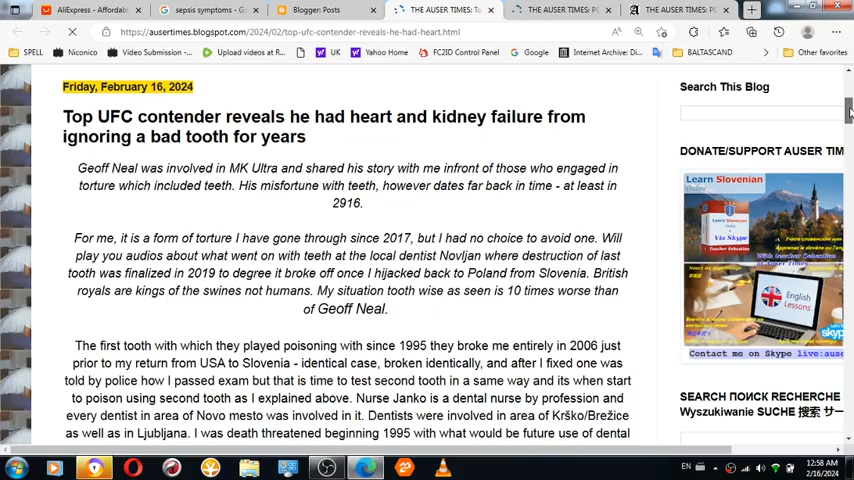 AliExpress - Affordabl
sepsis symptoms - G
Blogger: Posts
THE AUSER TIMES: To
THE AUSER TIMES: PC
THE AUSER TIMES: PC
https://ausertimes.blogspot.com/2024/02/top-ufc-contender-reveals-he-had-heart.html
SPELL
Niconico
Video Submission -...
Upload videos at R...
UK
Yahoo Home
FC2ID Control Panel
Google
Internet Archive: Di...
BALTASCAND
Other favorites
Friday, February 16, 2024
Top UFC contender reveals he had heart and kidney failure from
ignoring a bad tooth for years
Geoff Neal was involved in MK Ultra and shared his story with me infront of those who engaged in
torture which included teeth. His misfortune with teeth, however dates far back in time - at least in
2916.
For me, it is a form of torture I have gone through since 2017, but I had no choice to avoid one. Will
play you audios about what went on with teeth at the local dentist Novljan where destruction of last
tooth was finalized in 2019 to degree it broke off once I hijacked back to Poland from Slovenia. British
royals are kings of the swines not humans. My situation tooth wise as seen is 10 times worse than
of Geoff Neal.
The first tooth with which they played poisoning with since 1995 they broke me entirely in 2006 just
prior to my return from USA to Slovenia - identical case, broken identically, and after I fixed one was
told by police how I passed exam but that is time to test second tooth in a same way and its when start
to poison using second tooth as I explained above. Nurse Janko is a dental nurse by profession and
every dentist in area of Novo mesto was involved in it. Dentists were involved in area of Krško/Brežice
as well as in Ljubljana. I was death threatened beginning 1995 with what would be future use of dental
Search This Blog
DONATE/SUPPORT AUSER TIM
Learn Slovenian
Online
Via Skype
English
Lessons
Contact me on Skype live:aus
SEARCH ПОИСК RECHERCHE
Wyszukiwanie SUCHE 搜索 サー
EN
12:58 AM
2/16/2024